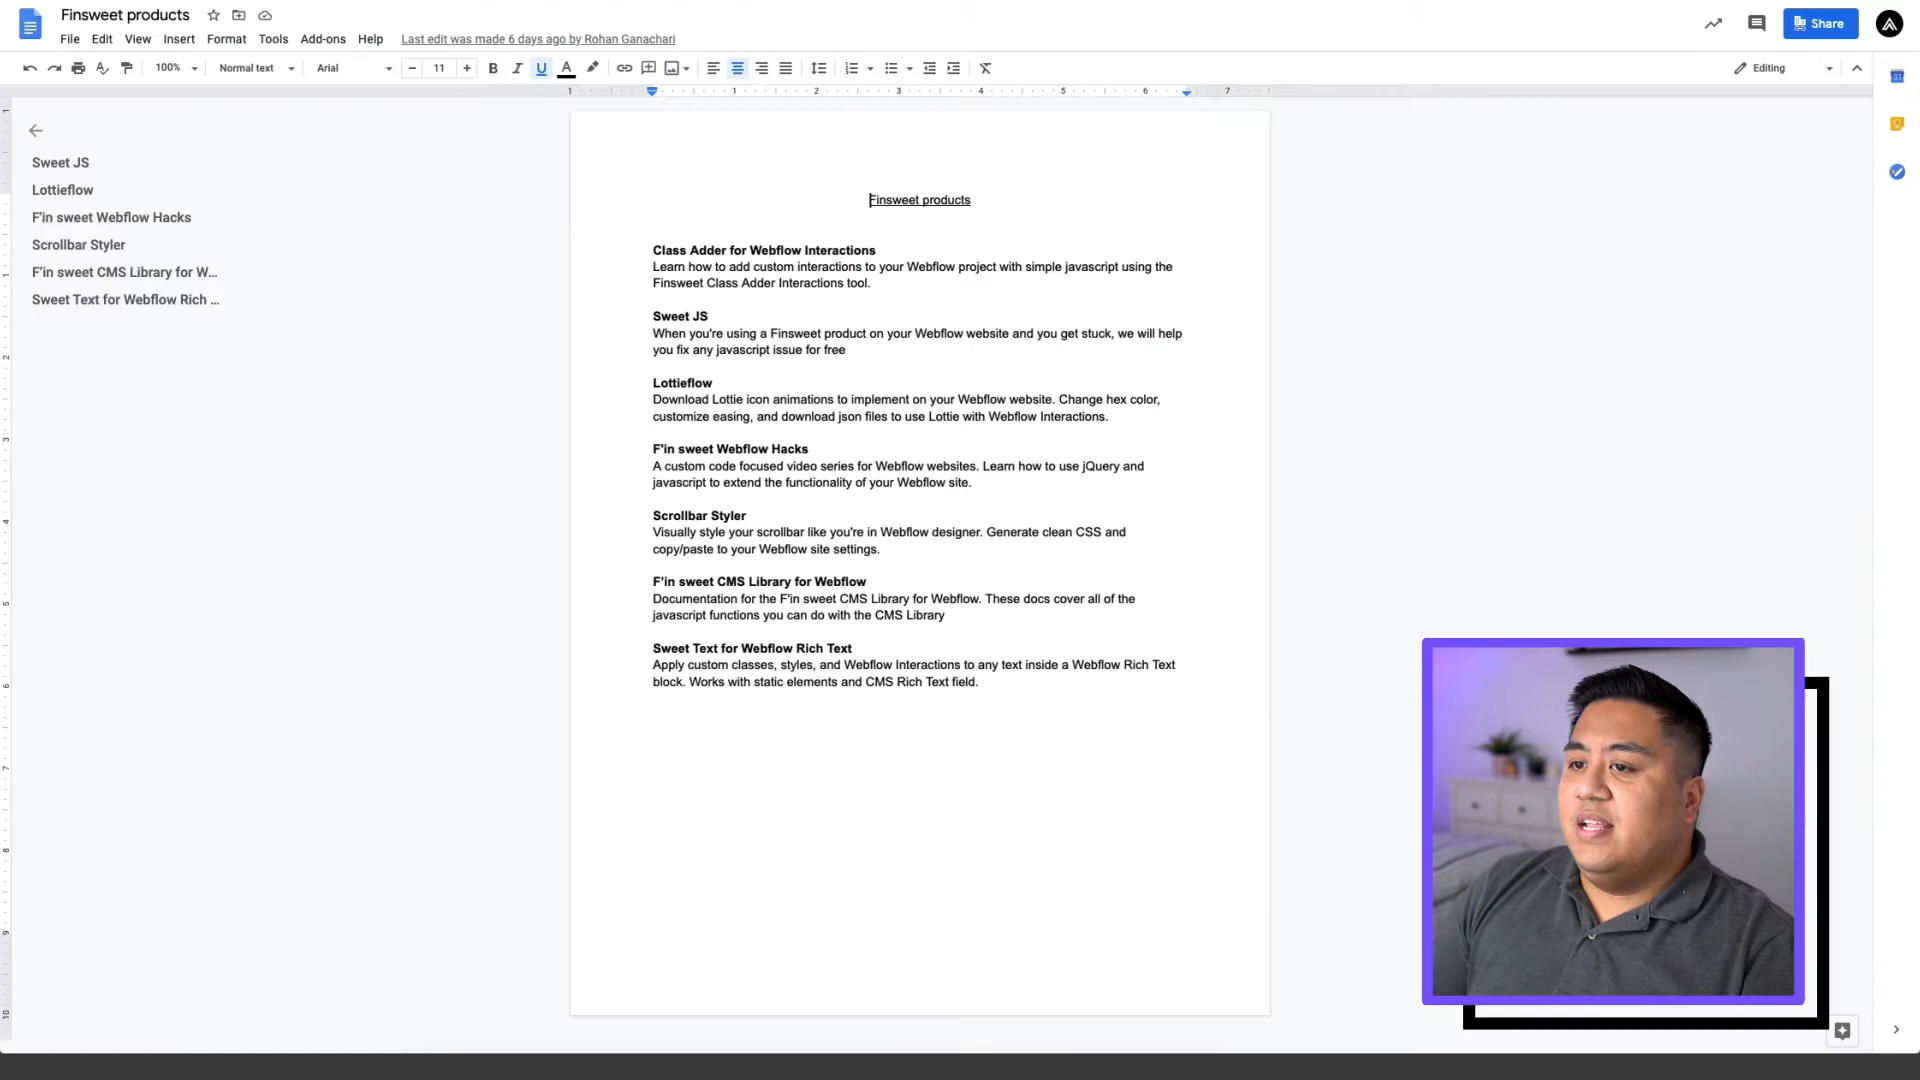 Finsweet products
File Edit View Insert Format Tools Add-ons Help Last edit was made 6 days ago by Rohan Ganachari
Share
100% Normal text Arial 11 Editing
1 1 2 3 4 5 6 7
Sweet JS
Lottieflow
F'in sweet Webflow Hacks
Scrollbar Styler
F'in sweet CMS Library for W...
Sweet Text for Webflow Rich ...
Finsweet products
Class Adder for Webflow Interactions
Learn how to add custom interactions to your Webflow project with simple javascript using the
Finsweet Class Adder Interactions tool.
Sweet JS
When you're using a Finsweet product on your Webflow website and you get stuck, we will help
you fix any javascript issue for free
Lottieflow
Download Lottie icon animations to implement on your Webflow website. Change hex color,
customize easing, and download json files to use Lottie with Webflow Interactions.
F'in sweet Webflow Hacks
A custom code focused video series for Webflow websites. Learn how to use jQuery and
javascript to extend the functionality of your Webflow site.
Scrollbar Styler
Visually style your scrollbar like you're in Webflow designer. Generate clean CSS and
copy/paste to your Webflow site settings.
F'in sweet CMS Library for Webflow
Documentation for the F'in sweet CMS Library for Webflow. These docs cover all of the
javascript functions you can do with the CMS Library
Sweet Text for Webflow Rich Text
Apply custom classes, styles, and Webflow Interactions to any text inside a Webflow Rich Text
block. Works with static elements and CMS Rich Text field.